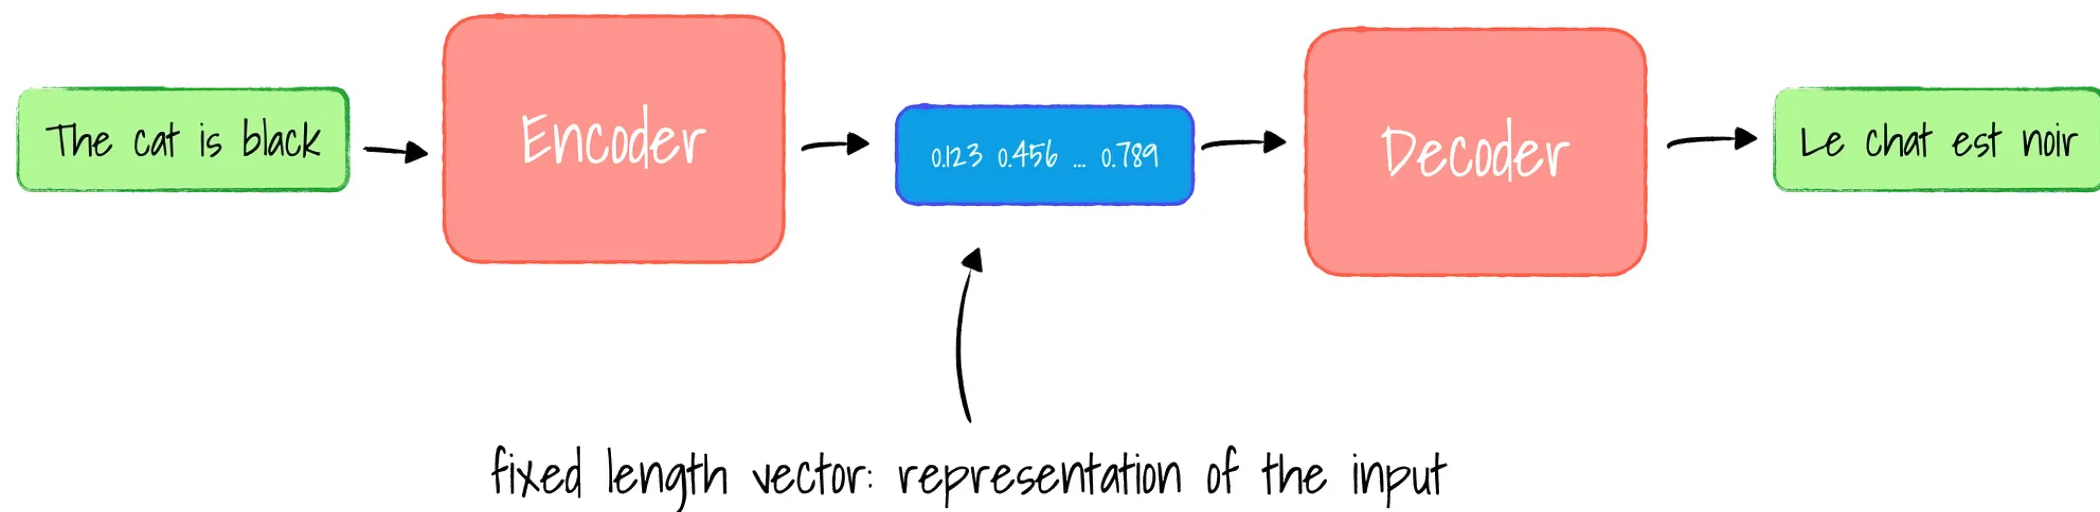 The cat is black
Encoder
0.123 0.456 ... 0.789
Decoder
Le chat est noir
fixed length vector: representation of the input